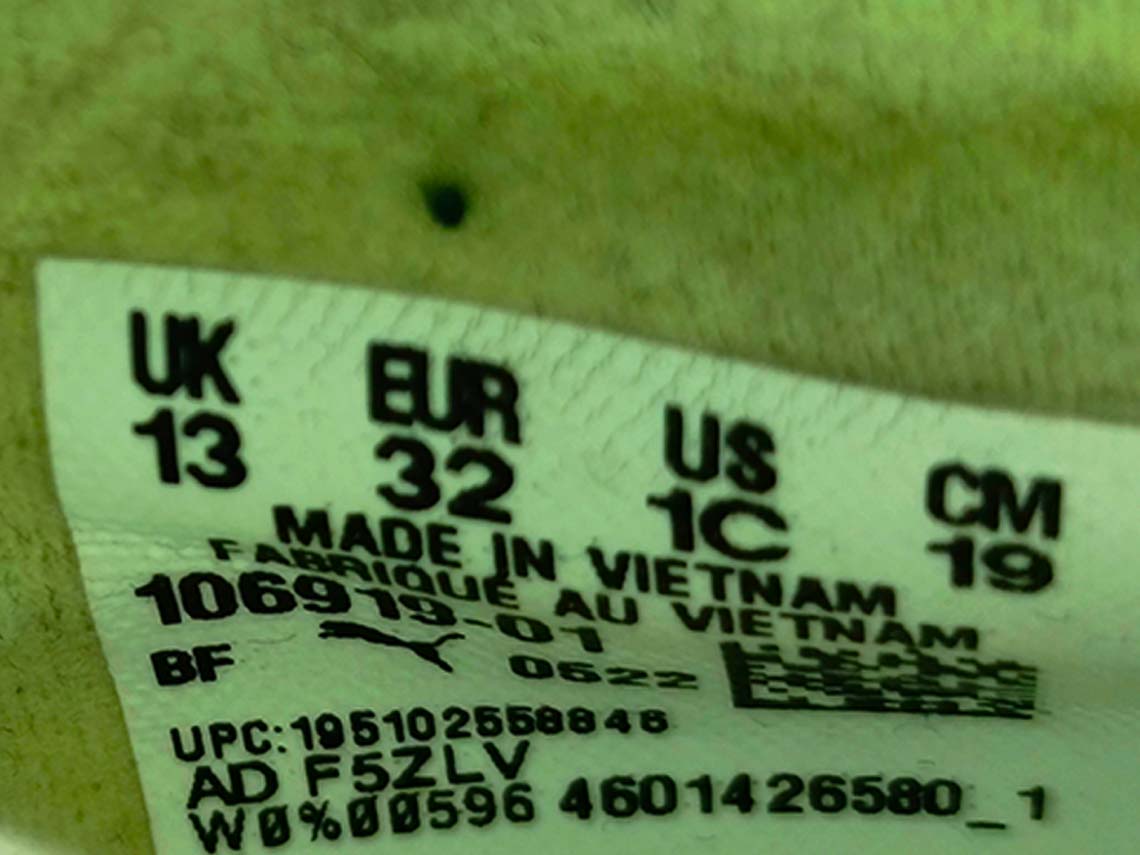 UK EUR US CM
13 32 1C 19
MADE IN VIETNAM
FABRIQUE AU VIETNAM
106919-01
BF 0522
UPC:195102558846
AD F5ZLV
W0%00596 4601426580_1